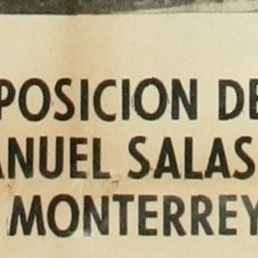 POSICION DE
ANUEL SALAS
MONTERREY